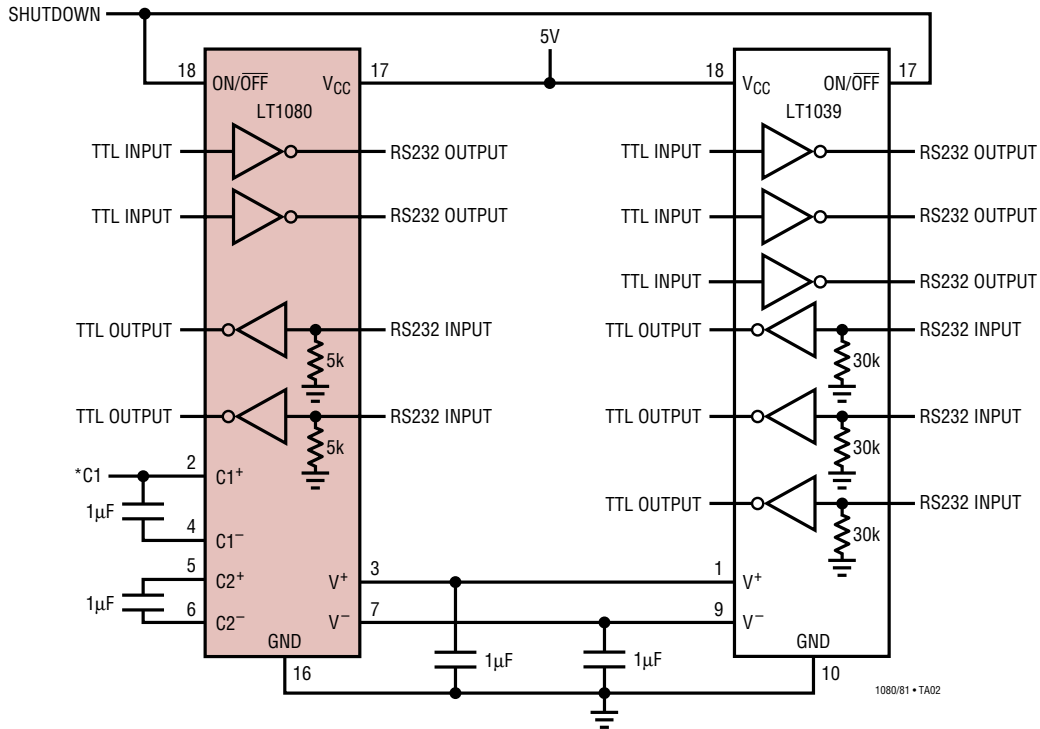 SHUTDOWN
5V
18 ON/OFF VCC 17
18 VCC ON/OFF 17
LT1080
LT1039
TTL INPUT RS232 OUTPUT
TTL INPUT RS232 OUTPUT
TTL INPUT RS232 OUTPUT
TTL INPUT RS232 OUTPUT
TTL INPUT RS232 OUTPUT
TTL OUTPUT RS232 INPUT
5k
TTL OUTPUT RS232 INPUT
30k
TTL OUTPUT RS232 INPUT
5k
TTL OUTPUT RS232 INPUT
30k
TTL OUTPUT RS232 INPUT
30k
*C1 2 C1+
1µF
4 C1−
5 C2+
1µF
6 C2−
V+ 3
V− 7
1 V+
9 V−
GND
16
GND
10
1µF
1µF
1080/81 • TA02